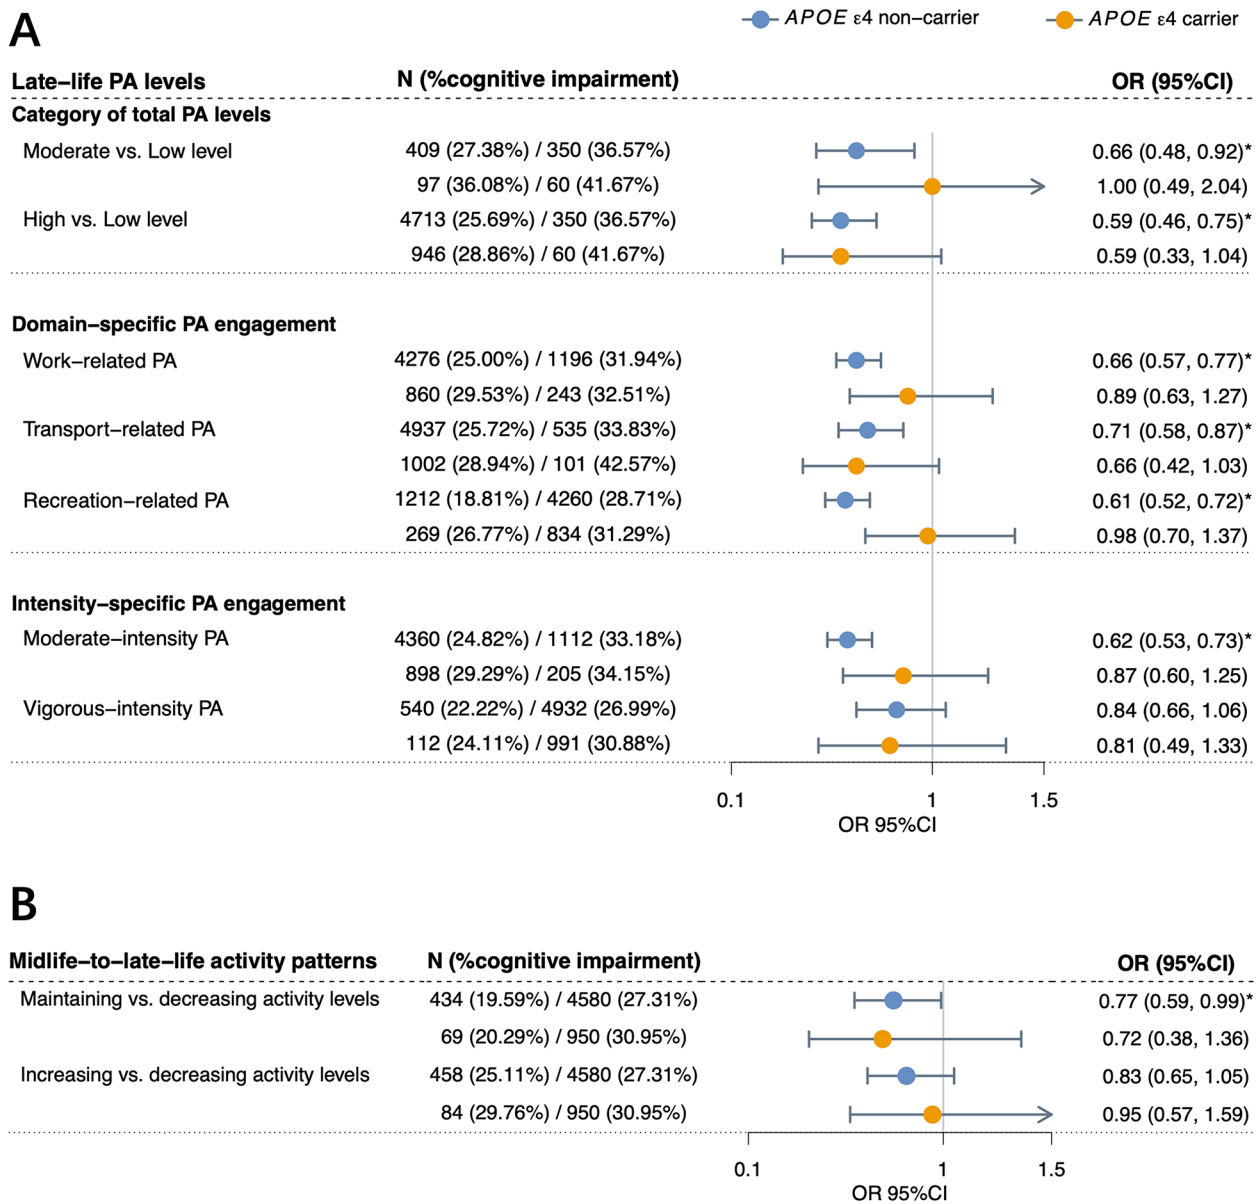 A
APOE ε4 non−carrier APOE ε4 carrier
Late−life PA levels N (%cognitive impairment) OR (95%CI)
Category of total PA levels
Moderate vs. Low level 409 (27.38%) / 350 (36.57%) 0.66 (0.48, 0.92)*
97 (36.08%) / 60 (41.67%) 1.00 (0.49, 2.04)
High vs. Low level 4713 (25.69%) / 350 (36.57%) 0.59 (0.46, 0.75)*
946 (28.86%) / 60 (41.67%) 0.59 (0.33, 1.04)
Domain−specific PA engagement
Work−related PA 4276 (25.00%) / 1196 (31.94%) 0.66 (0.57, 0.77)*
860 (29.53%) / 243 (32.51%) 0.89 (0.63, 1.27)
Transport−related PA 4937 (25.72%) / 535 (33.83%) 0.71 (0.58, 0.87)*
1002 (28.94%) / 101 (42.57%) 0.66 (0.42, 1.03)
Recreation−related PA 1212 (18.81%) / 4260 (28.71%) 0.61 (0.52, 0.72)*
269 (26.77%) / 834 (31.29%) 0.98 (0.70, 1.37)
Intensity−specific PA engagement
Moderate−intensity PA 4360 (24.82%) / 1112 (33.18%) 0.62 (0.53, 0.73)*
898 (29.29%) / 205 (34.15%) 0.87 (0.60, 1.25)
Vigorous−intensity PA 540 (22.22%) / 4932 (26.99%) 0.84 (0.66, 1.06)
112 (24.11%) / 991 (30.88%) 0.81 (0.49, 1.33)
0.1 1 1.5
OR 95%CI
B
Midlife−to−late−life activity patterns N (%cognitive impairment) OR (95%CI)
Maintaining vs. decreasing activity levels 434 (19.59%) / 4580 (27.31%) 0.77 (0.59, 0.99)*
69 (20.29%) / 950 (30.95%) 0.72 (0.38, 1.36)
Increasing vs. decreasing activity levels 458 (25.11%) / 4580 (27.31%) 0.83 (0.65, 1.05)
84 (29.76%) / 950 (30.95%) 0.95 (0.57, 1.59)
0.1 1 1.5
OR 95%CI